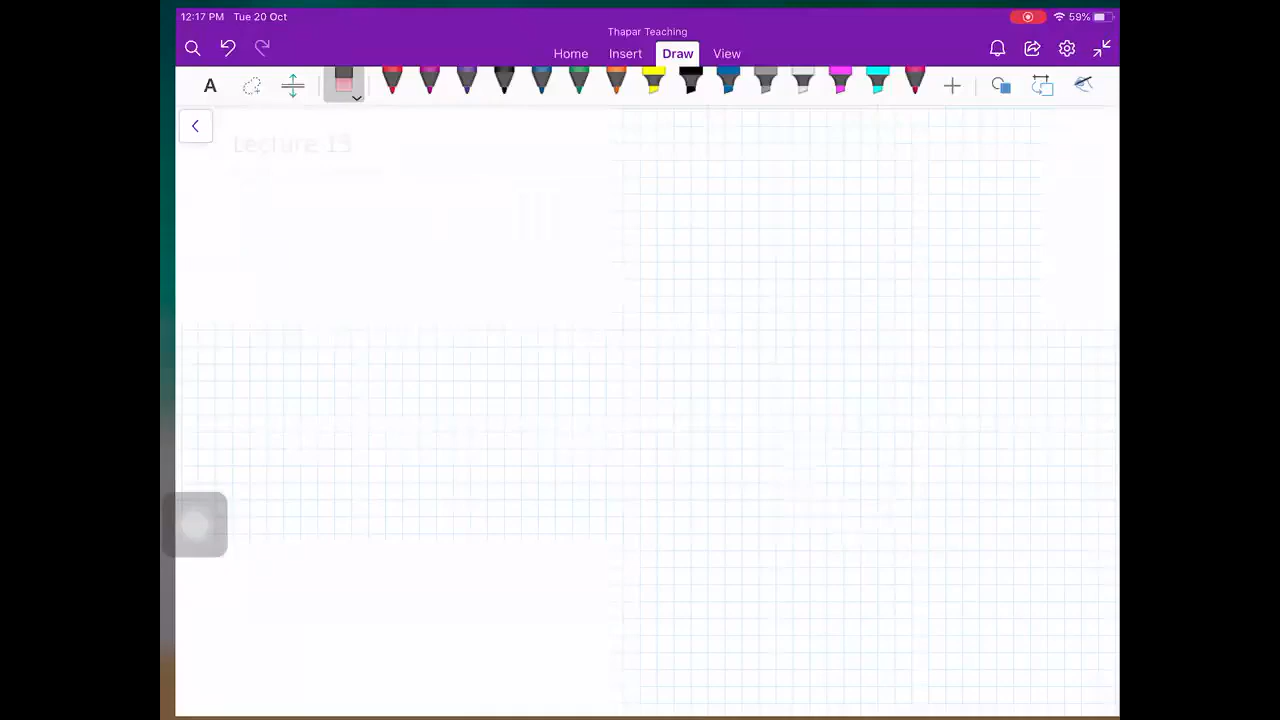 12:17 PM Tue 20 Oct
59%
Thapar Teaching
Home Insert Draw View
A
Lecture 13